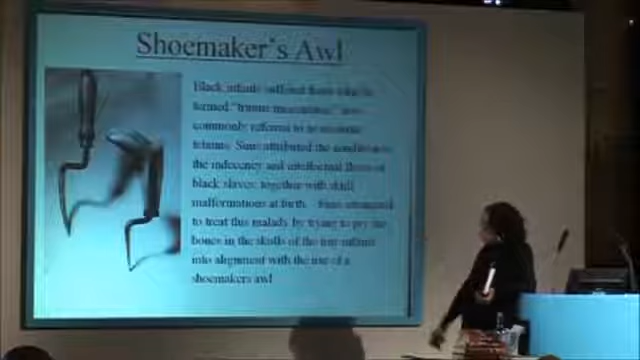 Shoemaker's Awl
Black infants suffered from what he
termed "trismus nascentium" now
commonly referred to as neonatal
tetanus. Sims attributed the condition to
the indecency and intellectual flaws of
black slaves, together with skull
malformations at birth. Sims attempted
to treat this malady by trying to pry the
bones in the skulls of the tiny infants
into alignment with the use of a
shoemakers awl